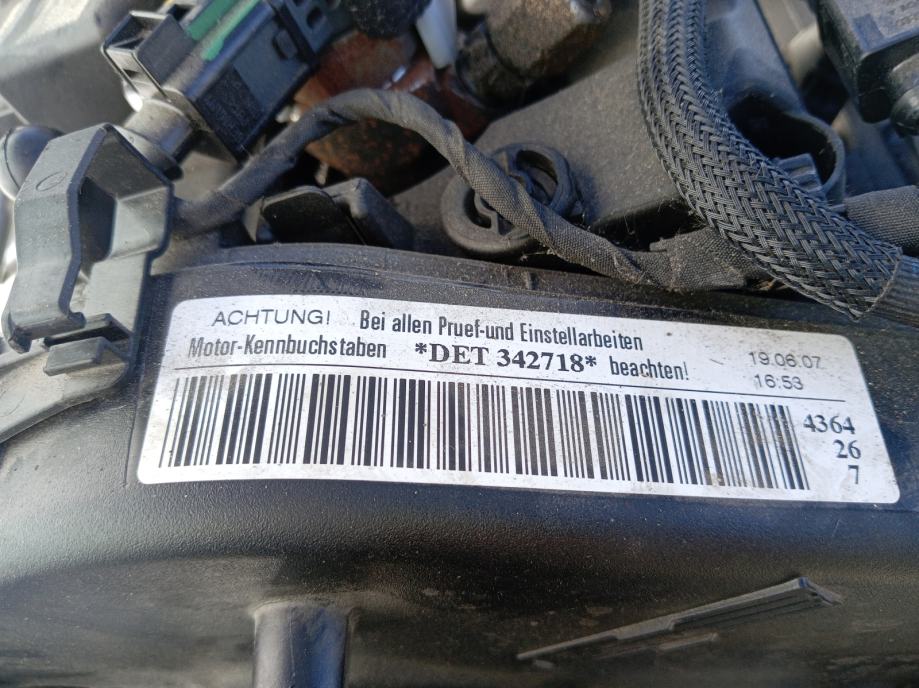 ACHTUNG! Bei allen Pruef-und Einstellarbeiten
Motor-Kennbuchstaben *DET 342718* beachten!
19.06.07
16:53
4364
26
7